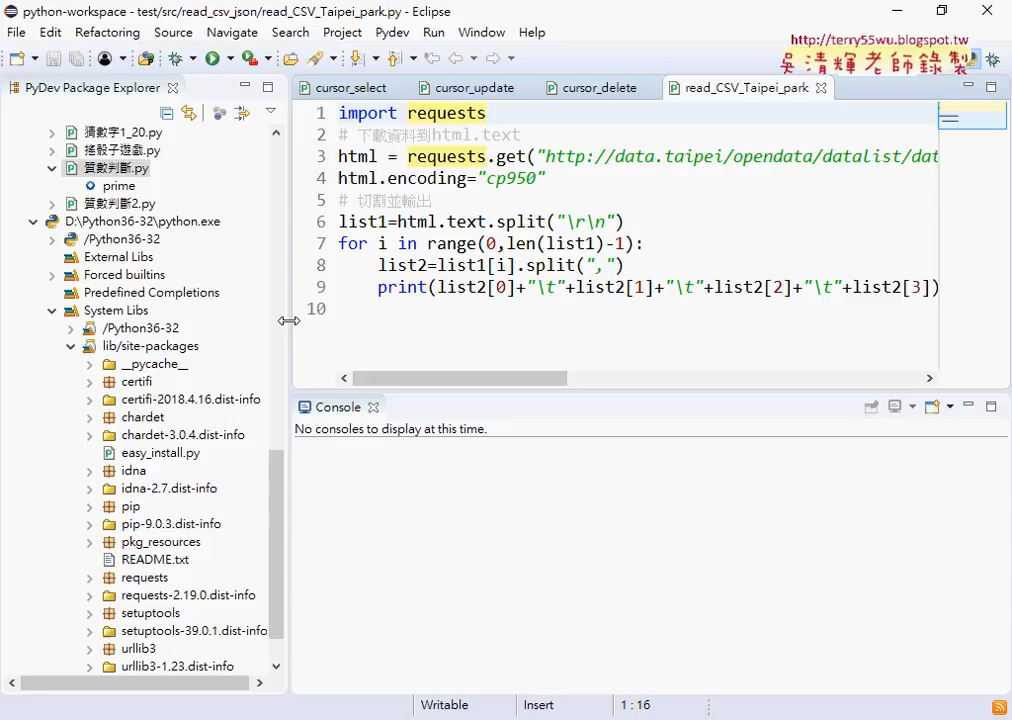 python-workspace - test/src/read_csv_json/read_CSV_Taipei_park.py - Eclipse
File Edit Refactoring Source Navigate Search Project Pydev Run Window Help
http://terry55wu.blogspot.tw
吳清輝老師錄製
PyDev Package Explorer
cursor_select cursor_update cursor_delete read_CSV_Taipei_park
猜數字1_20.py
搖骰子遊戲.py
質數判斷.py
prime
質數判斷2.py
D:\Python36-32\python.exe
/Python36-32
External Libs
Forced builtins
Predefined Completions
System Libs
/Python36-32
lib/site-packages
__pycache__
certifi
certifi-2018.4.16.dist-info
chardet
chardet-3.0.4.dist-info
easy_install.py
idna
idna-2.7.dist-info
pip
pip-9.0.3.dist-info
pkg_resources
README.txt
requests
requests-2.19.0.dist-info
setuptools
setuptools-39.0.1.dist-info
urllib3
urllib3-1.23.dist-info
1 import requests
2 # 下載資料到html.text
3 html = requests.get("http://data.taipei/opendata/datalist/dat
4 html.encoding="cp950"
5 # 切割並輸出
6 list1=html.text.split("\r\n")
7 for i in range(0,len(list1)-1):
8 list2=list1[i].split(",")
9 print(list2[0]+"\t"+list2[1]+"\t"+list2[2]+"\t"+list2[3])
10
Console
No consoles to display at this time.
Writable Insert 1 : 16